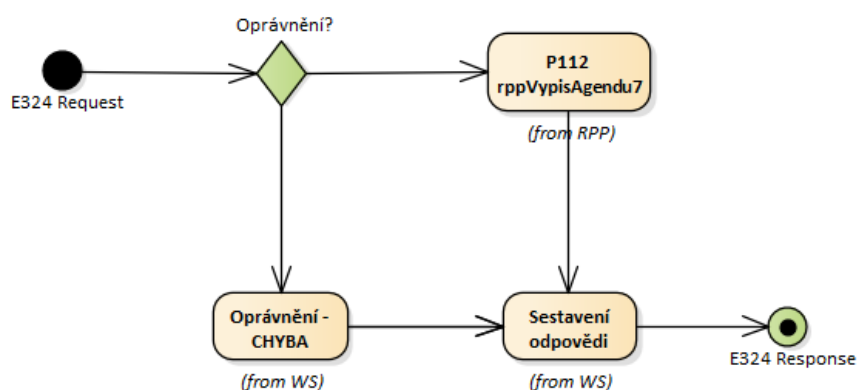 Oprávnění?
P112
rppVypisAgendu7
E324 Request
(from RPP)
Oprávnění -
CHYBA
Sestavení
odpovědi
E324 Response
(from WS)
(from WS)